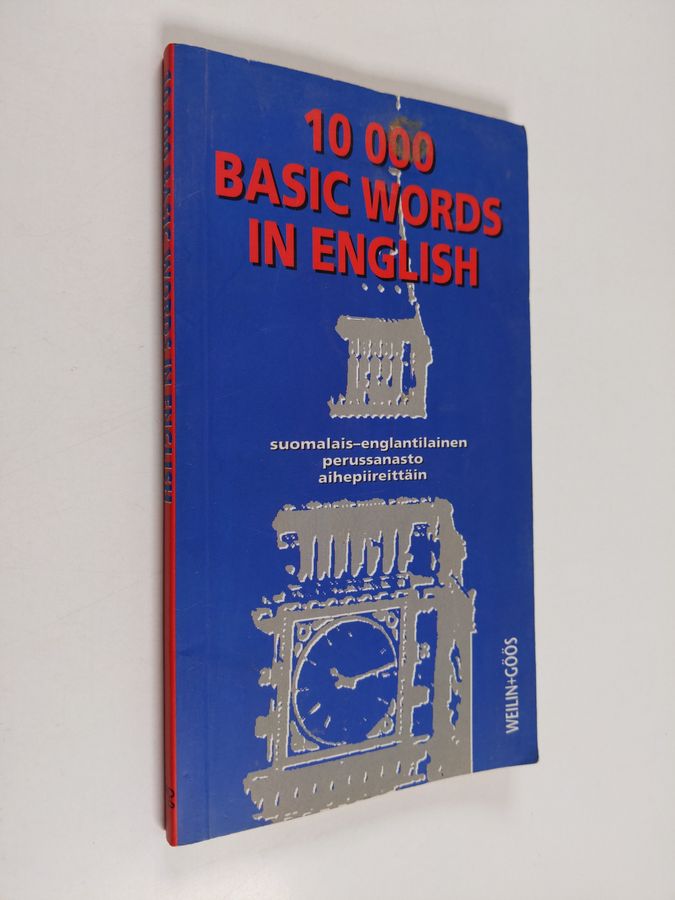 10 000
BASIC WORDS
IN ENGLISH
suomalais–englantilainen
perussanasto
aihepiireittäin
WEILIN+GÖÖS
10 000 BASIC WORDS IN ENGLISH